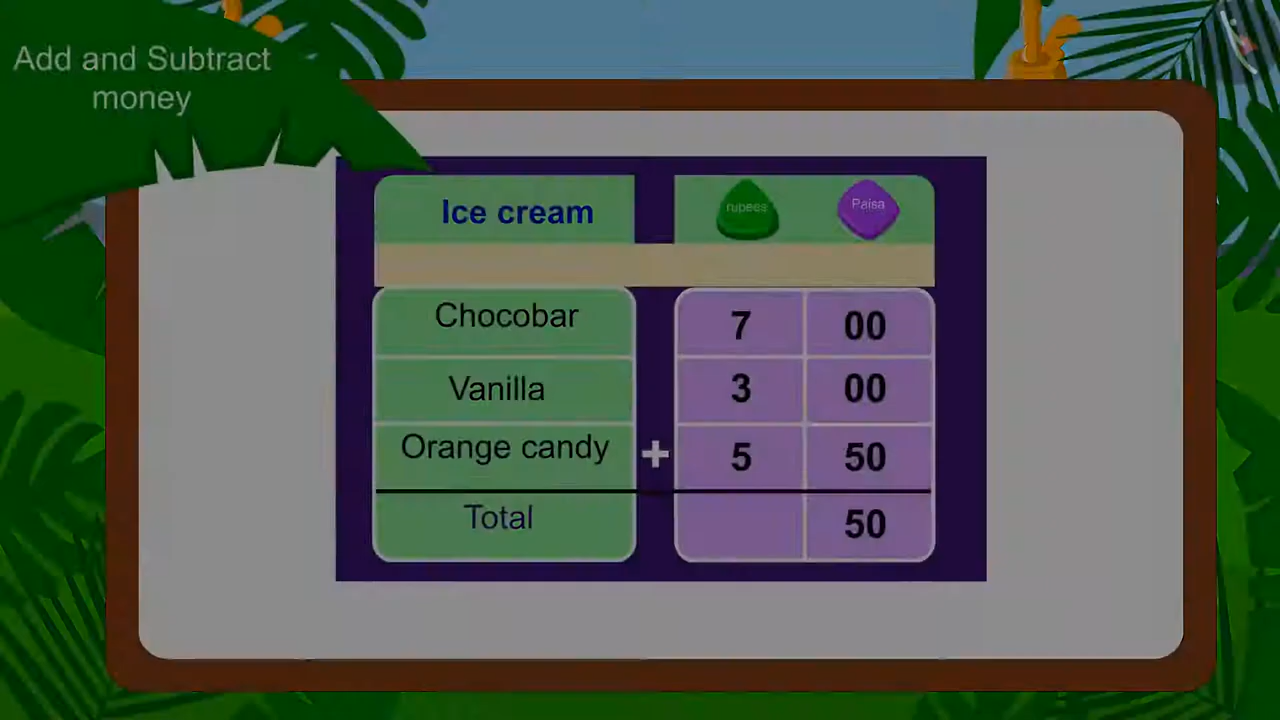 Add and Subtract
money
Ice cream rupees Paisa
Chocobar 7 00
Vanilla 3 00
Orange candy + 5 50
Total 50